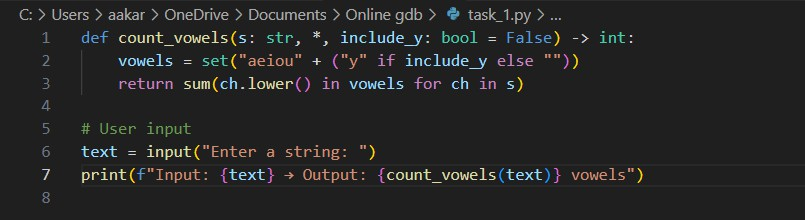 C: > Users > aakar > OneDrive > Documents > Online gdb > task_1.py > ...
1 def count_vowels(s: str, *, include_y: bool = False) -> int:
2     vowels = set("aeiou" + ("y" if include_y else ""))
3     return sum(ch.lower() in vowels for ch in s)
4
5 # User input
6 text = input("Enter a string: ")
7 print(f"Input: {text} → Output: {count_vowels(text)} vowels")
8